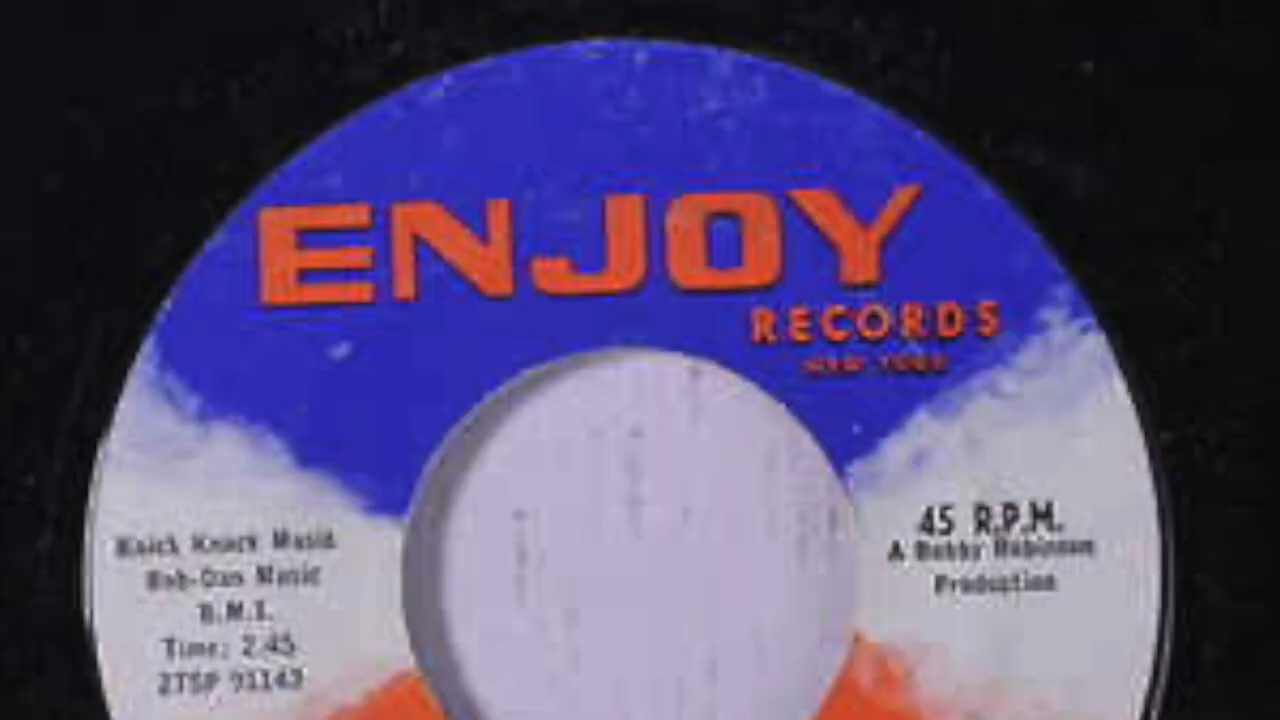 ENJOY
RECORDS
NEW YORK
45 R.P.M.
A Bobby Robinson
Production
Knick Knack Music
Bob-Dan Music
B.M.I.
Time: 2:45